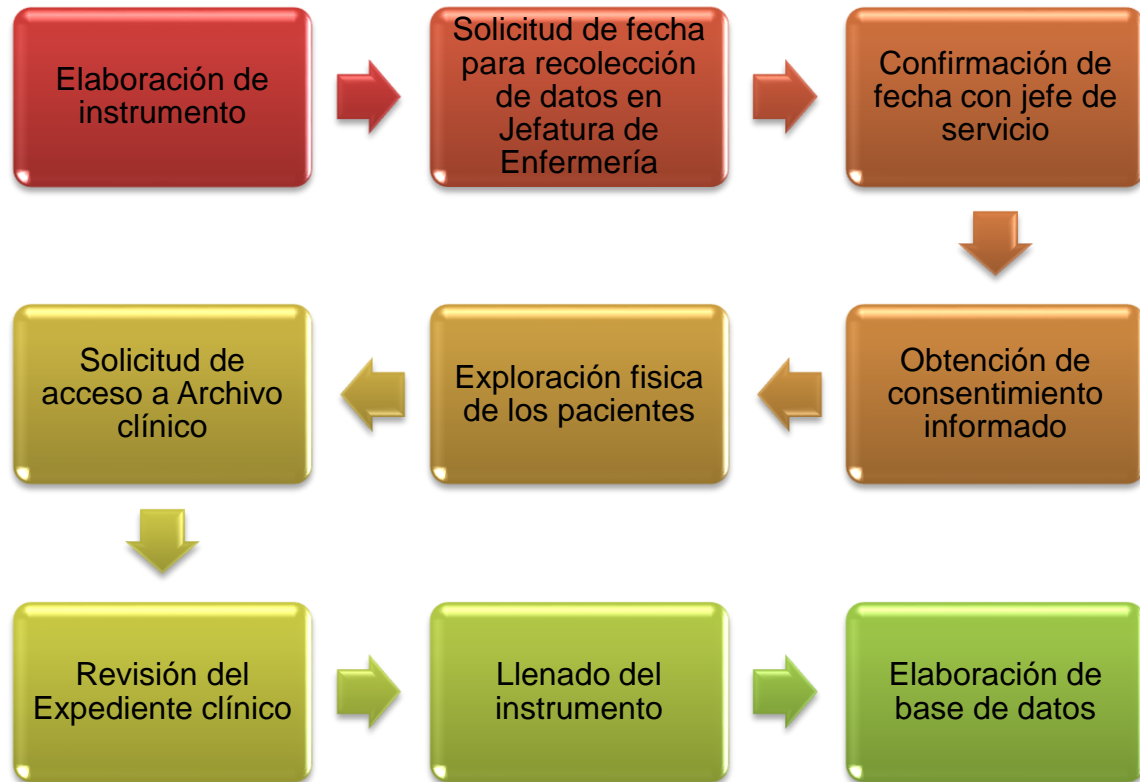 Elaboración de
instrumento
Solicitud de fecha
para recolección
de datos en
Jefatura de
Enfermería
Confirmación de
fecha con jefe de
servicio
Obtención de
consentimiento
informado
Exploración fisica
de los pacientes
Solicitud de
acceso a Archivo
clínico
Revisión del
Expediente clínico
Llenado del
instrumento
Elaboración de
base de datos